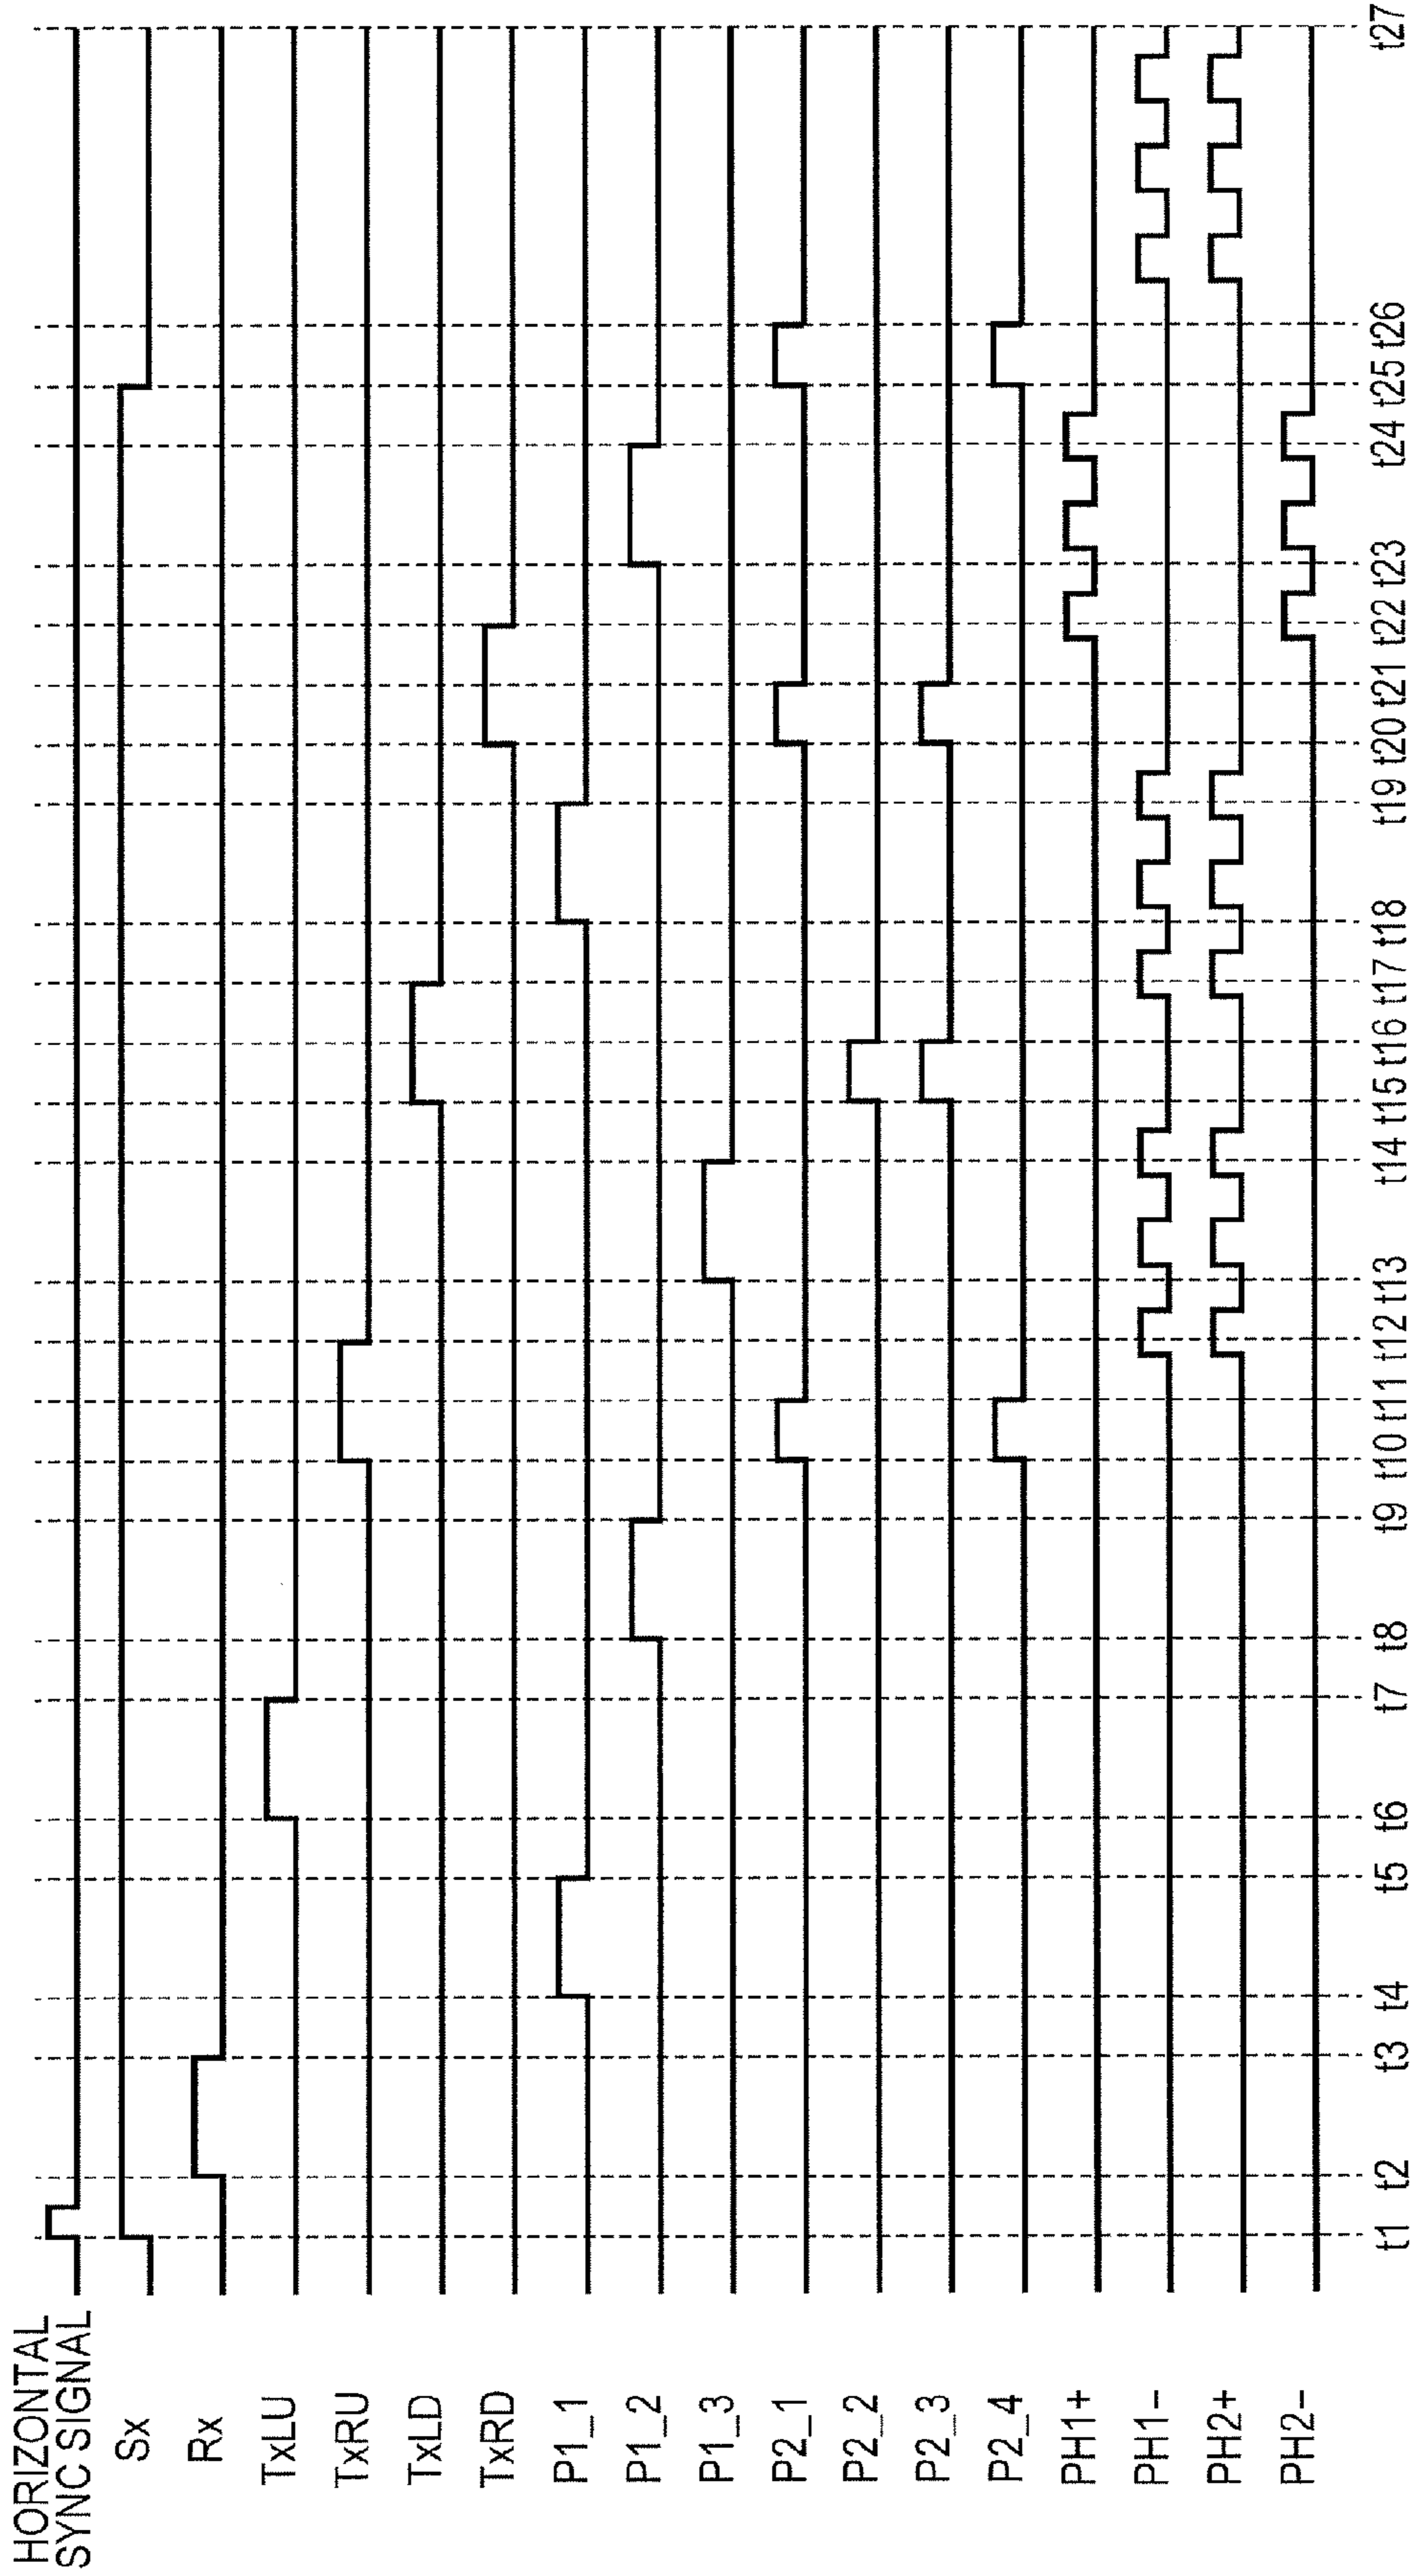 HORIZONTAL
SYNC SIGNAL
Sx
Rx
TxLU
TxRU
TxLD
TxRD
P1_1
P1_2
P1_3
P2_1
P2_2
P2_3
P2_4
PH1+
PH1−
PH2+
PH2−
t1 t2 t3 t4 t5 t6 t7 t8 t9 t10 t11 t12 t13 t14 t15 t16 t17 t18 t19 t20 t21 t22 t23 t24 t25 t26 t27